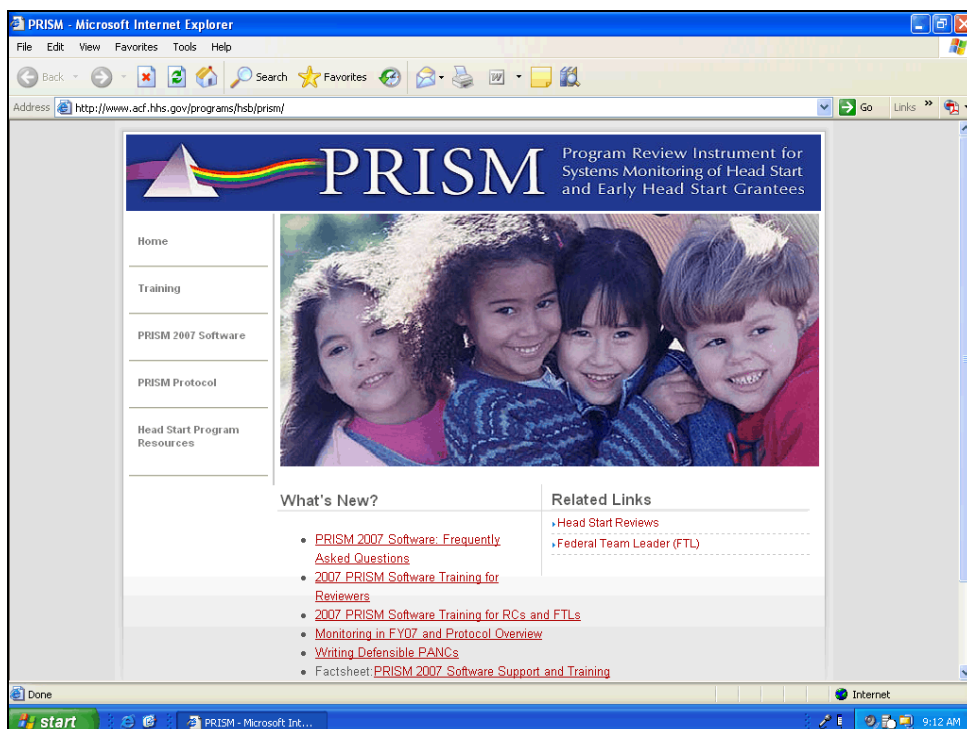 PRISM - Microsoft Internet Explorer
File Edit View Favorites Tools Help
Back Search Favorites
Address http://www.acf.hhs.gov/programs/hsb/prism/ Go Links »
PRISM
Program Review Instrument for
Systems Monitoring of Head Start
and Early Head Start Grantees
Home
Training
PRISM 2007 Software
PRISM Protocol
Head Start Program
Resources
What's New?
PRISM 2007 Software: Frequently
Asked Questions
2007 PRISM Software Training for
Reviewers
2007 PRISM Software Training for RCs and FTLs
Monitoring in FY07 and Protocol Overview
Writing Defensible PANCs
Factsheet:PRISM 2007 Software Support and Training
Related Links
Head Start Reviews
Federal Team Leader (FTL)
Done Internet
start PRISM - Microsoft Int... 9:12 AM